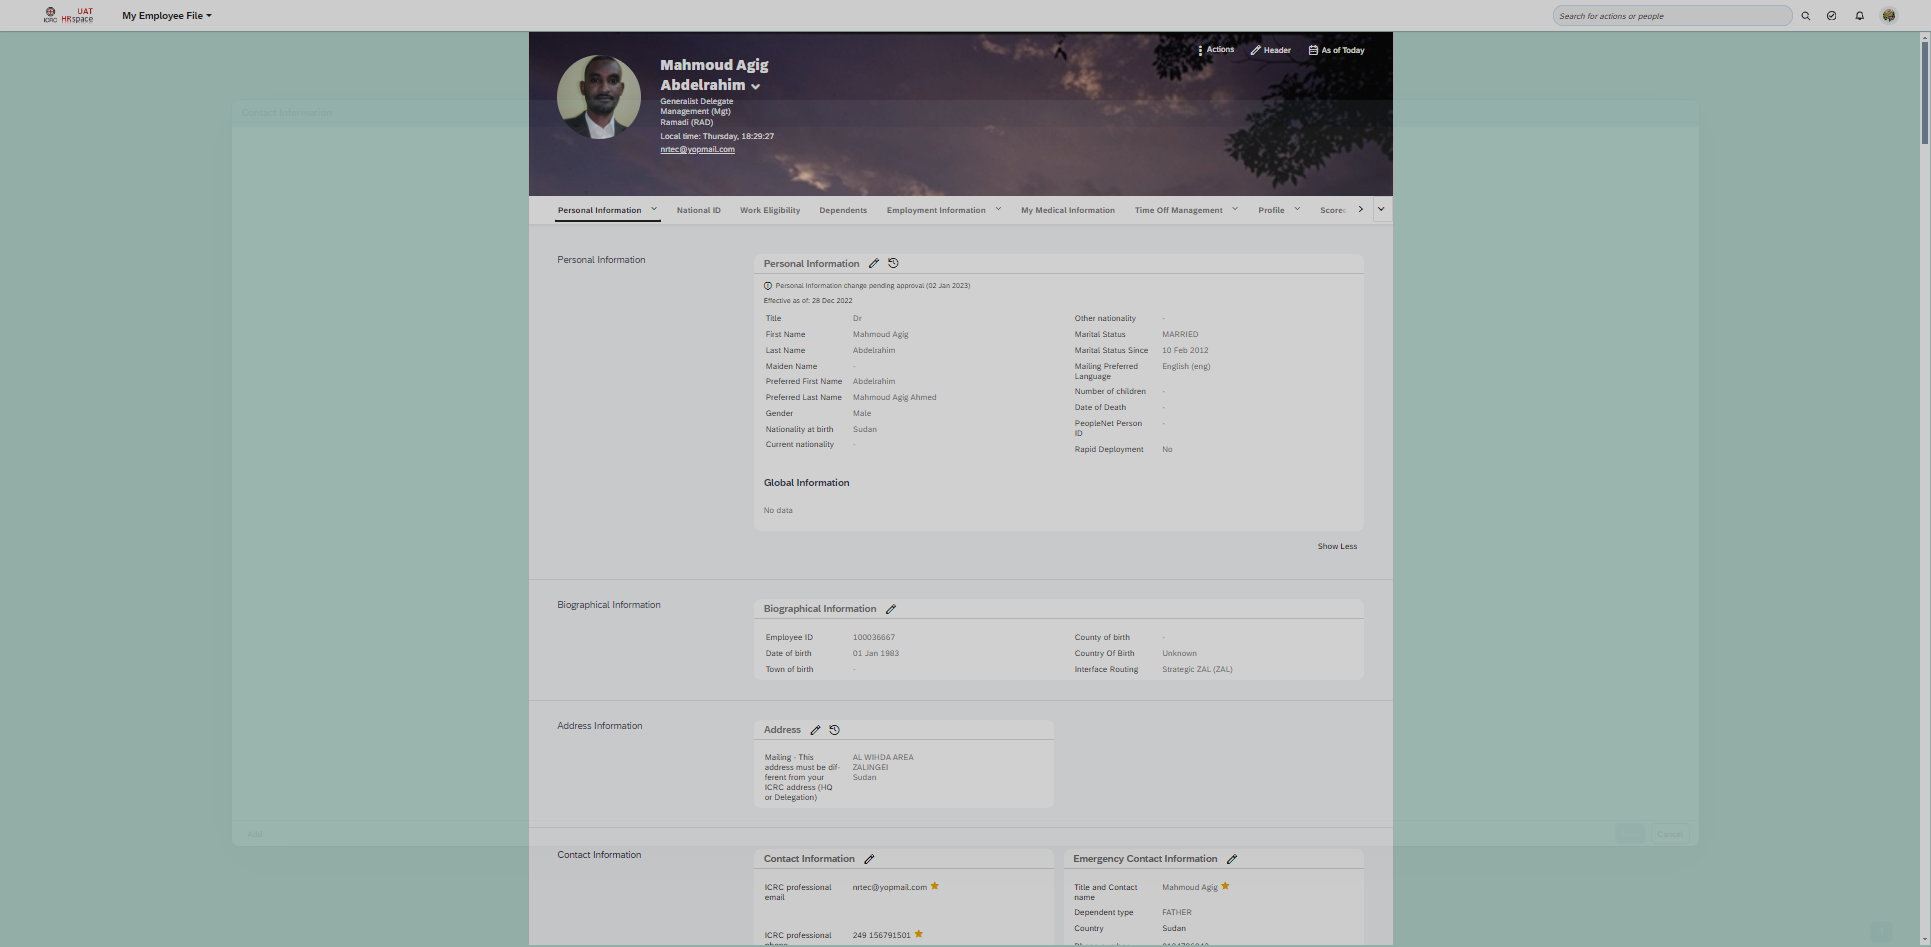 ICRC
UAT
HRspace
My Employee File
Search for actions or people
Actions
Header
As of Today
Mahmoud Agig
Abdelrahim
Generalist Delegate
Management (Mgt)
Ramadi (RAD)
Local time: Thursday, 18:29:27
nrtec@yopmail.com
Contact Information
Personal Information
National ID
Work Eligibility
Dependents
Employment Information
My Medical Information
Time Off Management
Profile
Score
Personal Information
Personal Information
Personal Information change pending approval (02 Jan 2023)
Effective as of: 28 Dec 2022
Title
Dr
First Name
Mahmoud Agig
Last Name
Abdelrahim
Maiden Name
-
Preferred First Name
Abdelrahim
Preferred Last Name
Mahmoud Agig Ahmed
Gender
Male
Nationality at birth
Sudan
Current nationality
-
Other nationality
-
Marital Status
MARRIED
Marital Status Since
10 Feb 2012
Mailing Preferred
Language
English (eng)
Number of children
-
Date of Death
-
PeopleNet Person
ID
-
Rapid Deployment
No
Global Information
No data
Show Less
Biographical Information
Biographical Information
Employee ID
100036667
Date of birth
01 Jan 1983
Town of birth
-
County of birth
-
Country Of Birth
Unknown
Interface Routing
Strategic ZAL (ZAL)
Address Information
Address
Mailing - This
address must be dif-
ferent from your
ICRC address (HQ
or Delegation)
AL WIHDA AREA
ZALINGEI
Sudan
Add
Cancel
Contact Information
Contact Information
ICRC professional
email
nrtec@yopmail.com
ICRC professional
phone
249 156791501
Emergency Contact Information
Title and Contact
name
Mahmoud Agig
Dependent type
FATHER
Country
Sudan